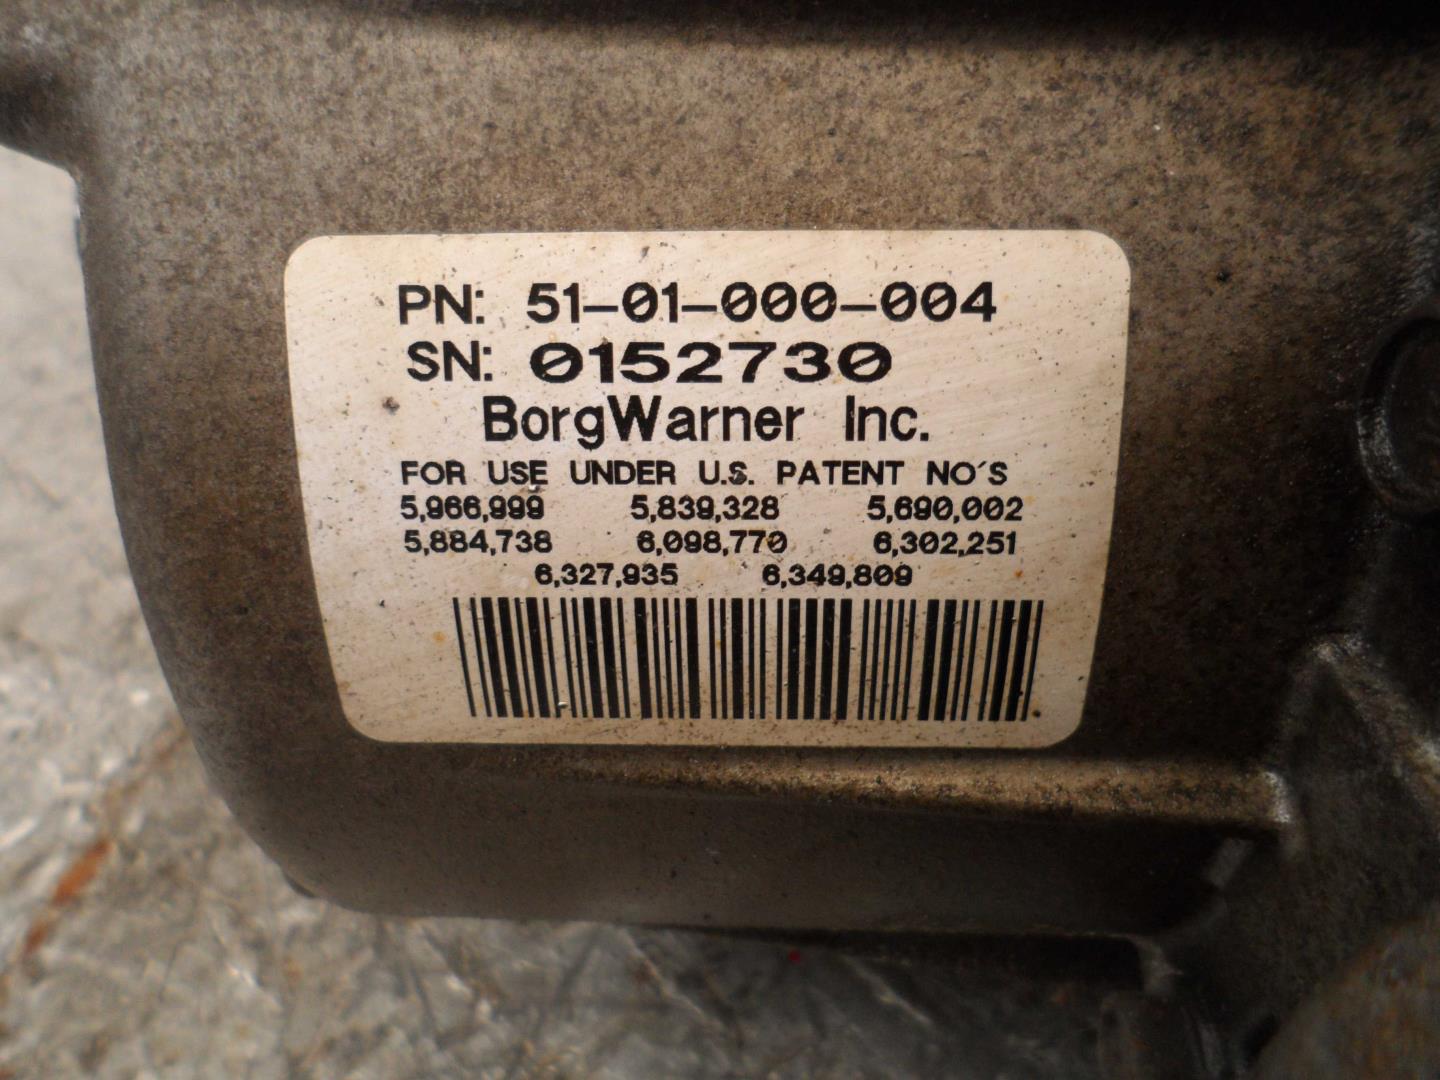 PN: 51-01-000-004
SN: 0152730
BorgWarner Inc.
FOR USE UNDER U.S. PATENT NO'S
5,966,999 5,839,328 5,690,002
5,884,738 6,098,770 6,302,251
6,327,935 6,349,809